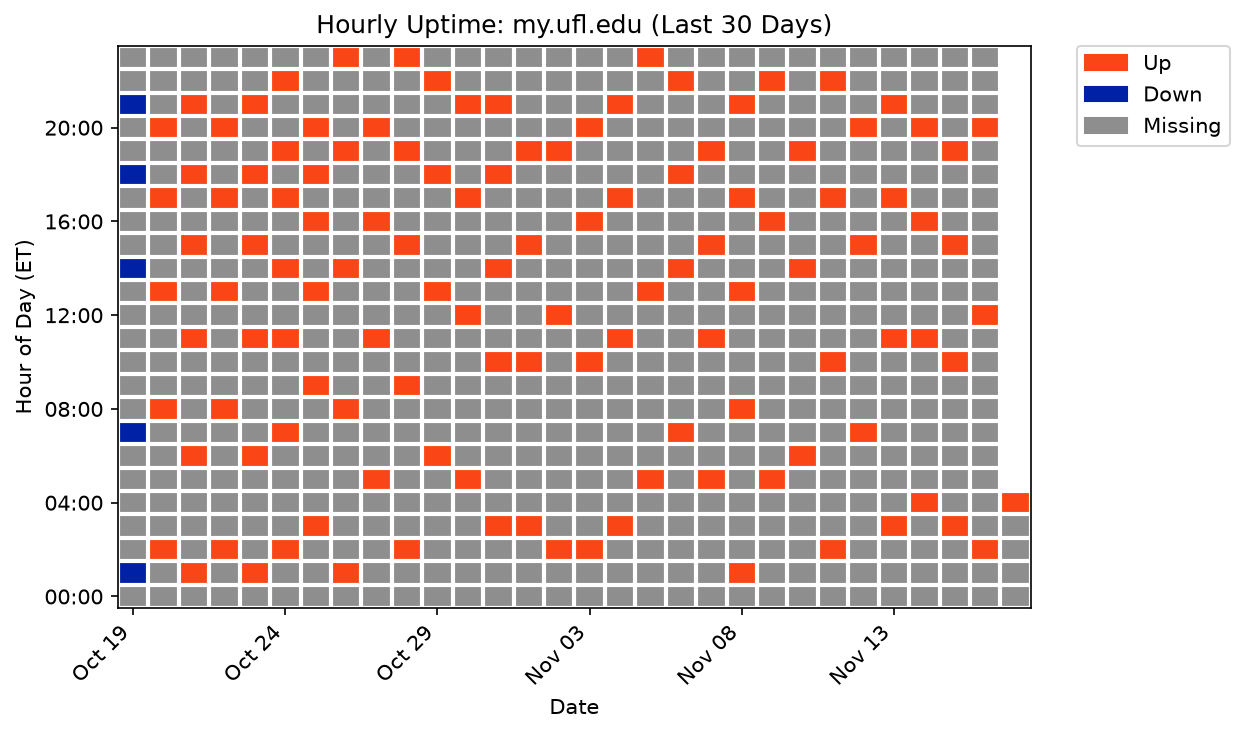 Hourly Uptime: my.ufl.edu (Last 30 Days)
Up
Down
Missing
Hour of Day (ET)
20:00
16:00
12:00
08:00
04:00
00:00
Oct 19
Oct 24
Oct 29
Nov 03
Nov 08
Nov 13
Date